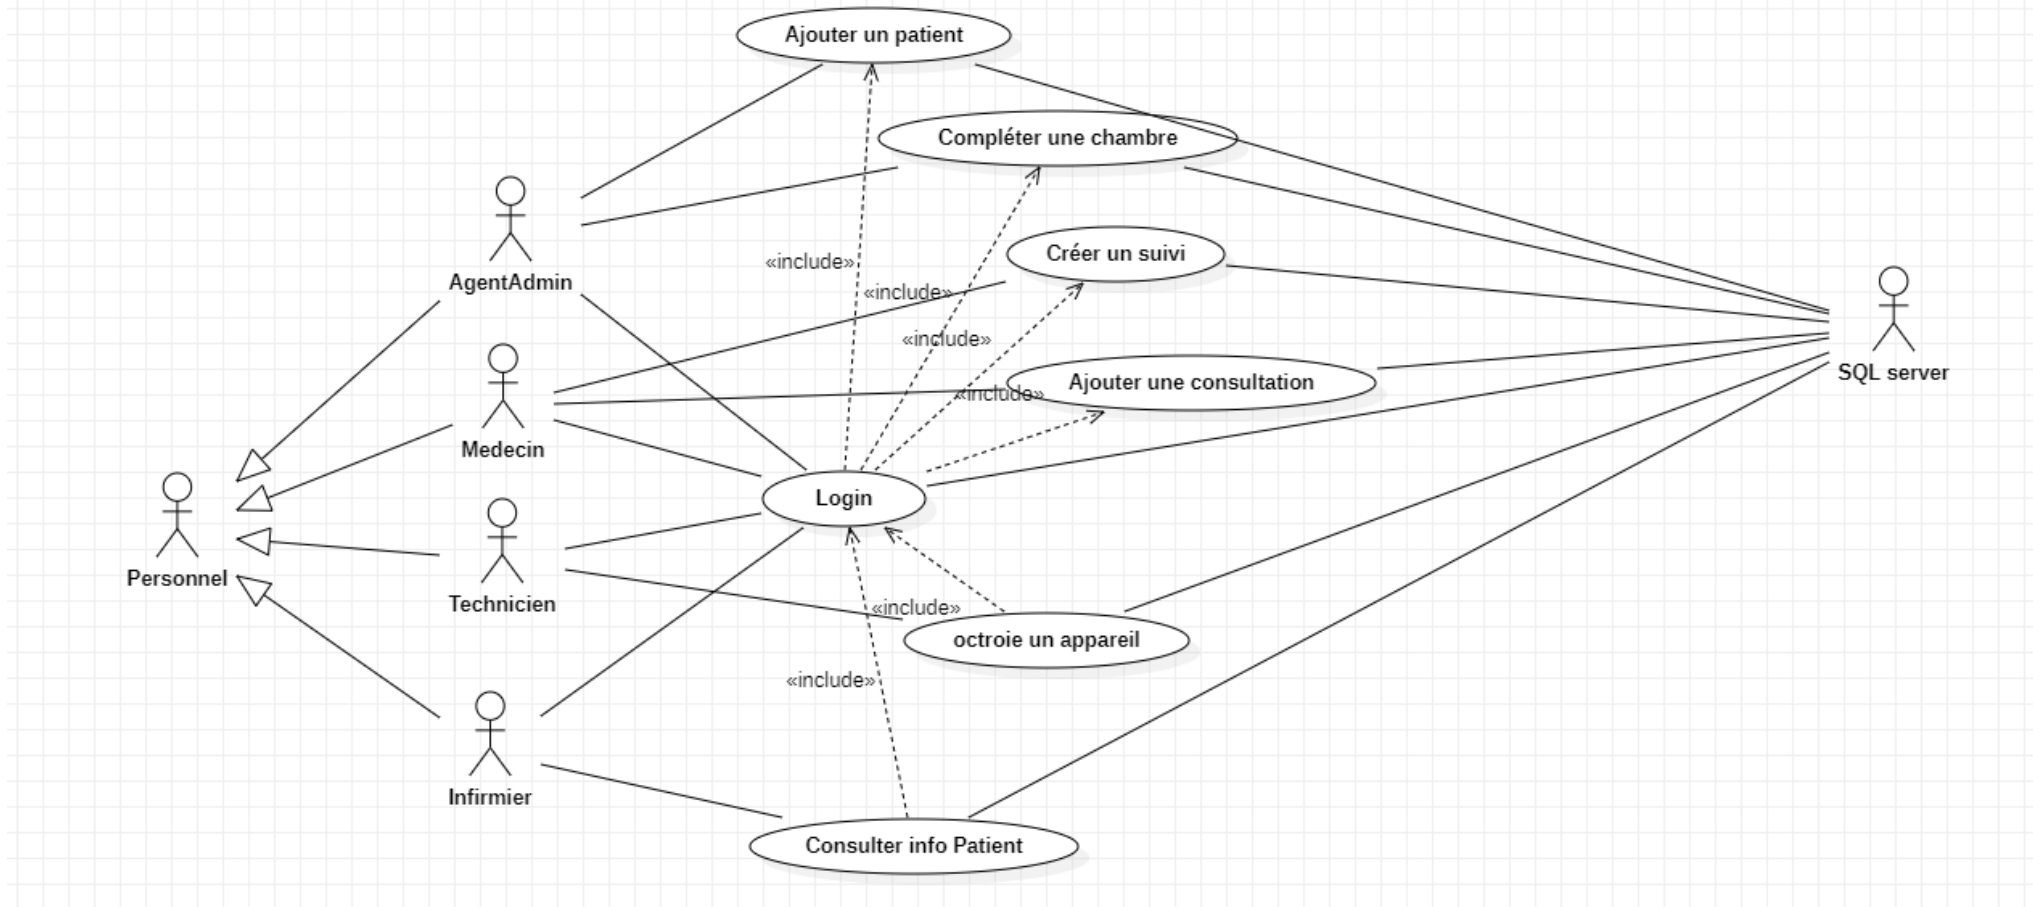 Ajouter un patient
Compléter une chambre
Créer un suivi
«include»
AgentAdmin
«include»
«include»
SQL server
Ajouter une consultation
«include»
Medecin
Login
Personnel
Technicien
«include»
octroie un appareil
«include»
Infirmier
Consulter info Patient